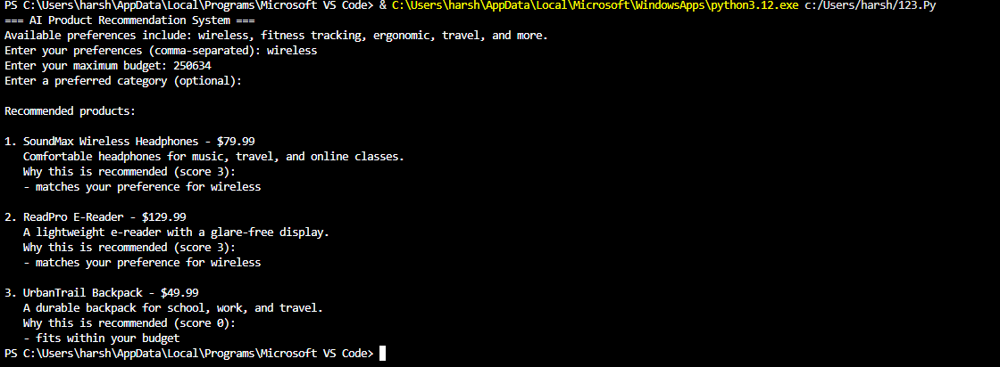 PS C:\Users\harsh\AppData\Local\Programs\Microsoft VS Code> & C:\Users\harsh\AppData\Local\Microsoft\WindowsApps\python3.12.exe c:/Users/harsh/123.Py
=== AI Product Recommendation System ===
Available preferences include: wireless, fitness tracking, ergonomic, travel, and more.
Enter your preferences (comma-separated): wireless
Enter your maximum budget: 250634
Enter a preferred category (optional):
Recommended products:
1. SoundMax Wireless Headphones - $79.99
Comfortable headphones for music, travel, and online classes.
Why this is recommended (score 3):
- matches your preference for wireless
2. ReadPro E-Reader - $129.99
A lightweight e-reader with a glare-free display.
Why this is recommended (score 3):
- matches your preference for wireless
3. UrbanTrail Backpack - $49.99
A durable backpack for school, work, and travel.
Why this is recommended (score 0):
- fits within your budget
PS C:\Users\harsh\AppData\Local\Programs\Microsoft VS Code>